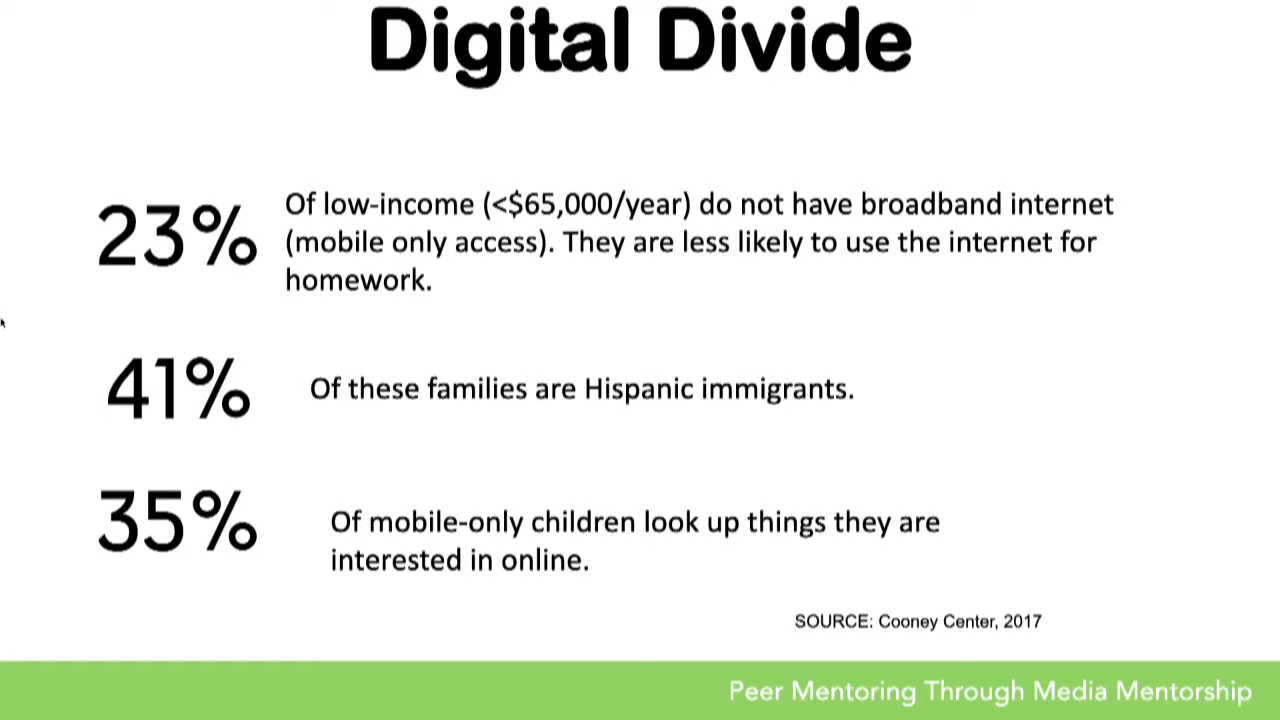 Digital Divide
23%
Of low-income (<$65,000/year) do not have broadband internet
(mobile only access). They are less likely to use the internet for
homework.
41%
Of these families are Hispanic immigrants.
35%
Of mobile-only children look up things they are
interested in online.
SOURCE: Cooney Center, 2017
Peer Mentoring Through Media Mentorship